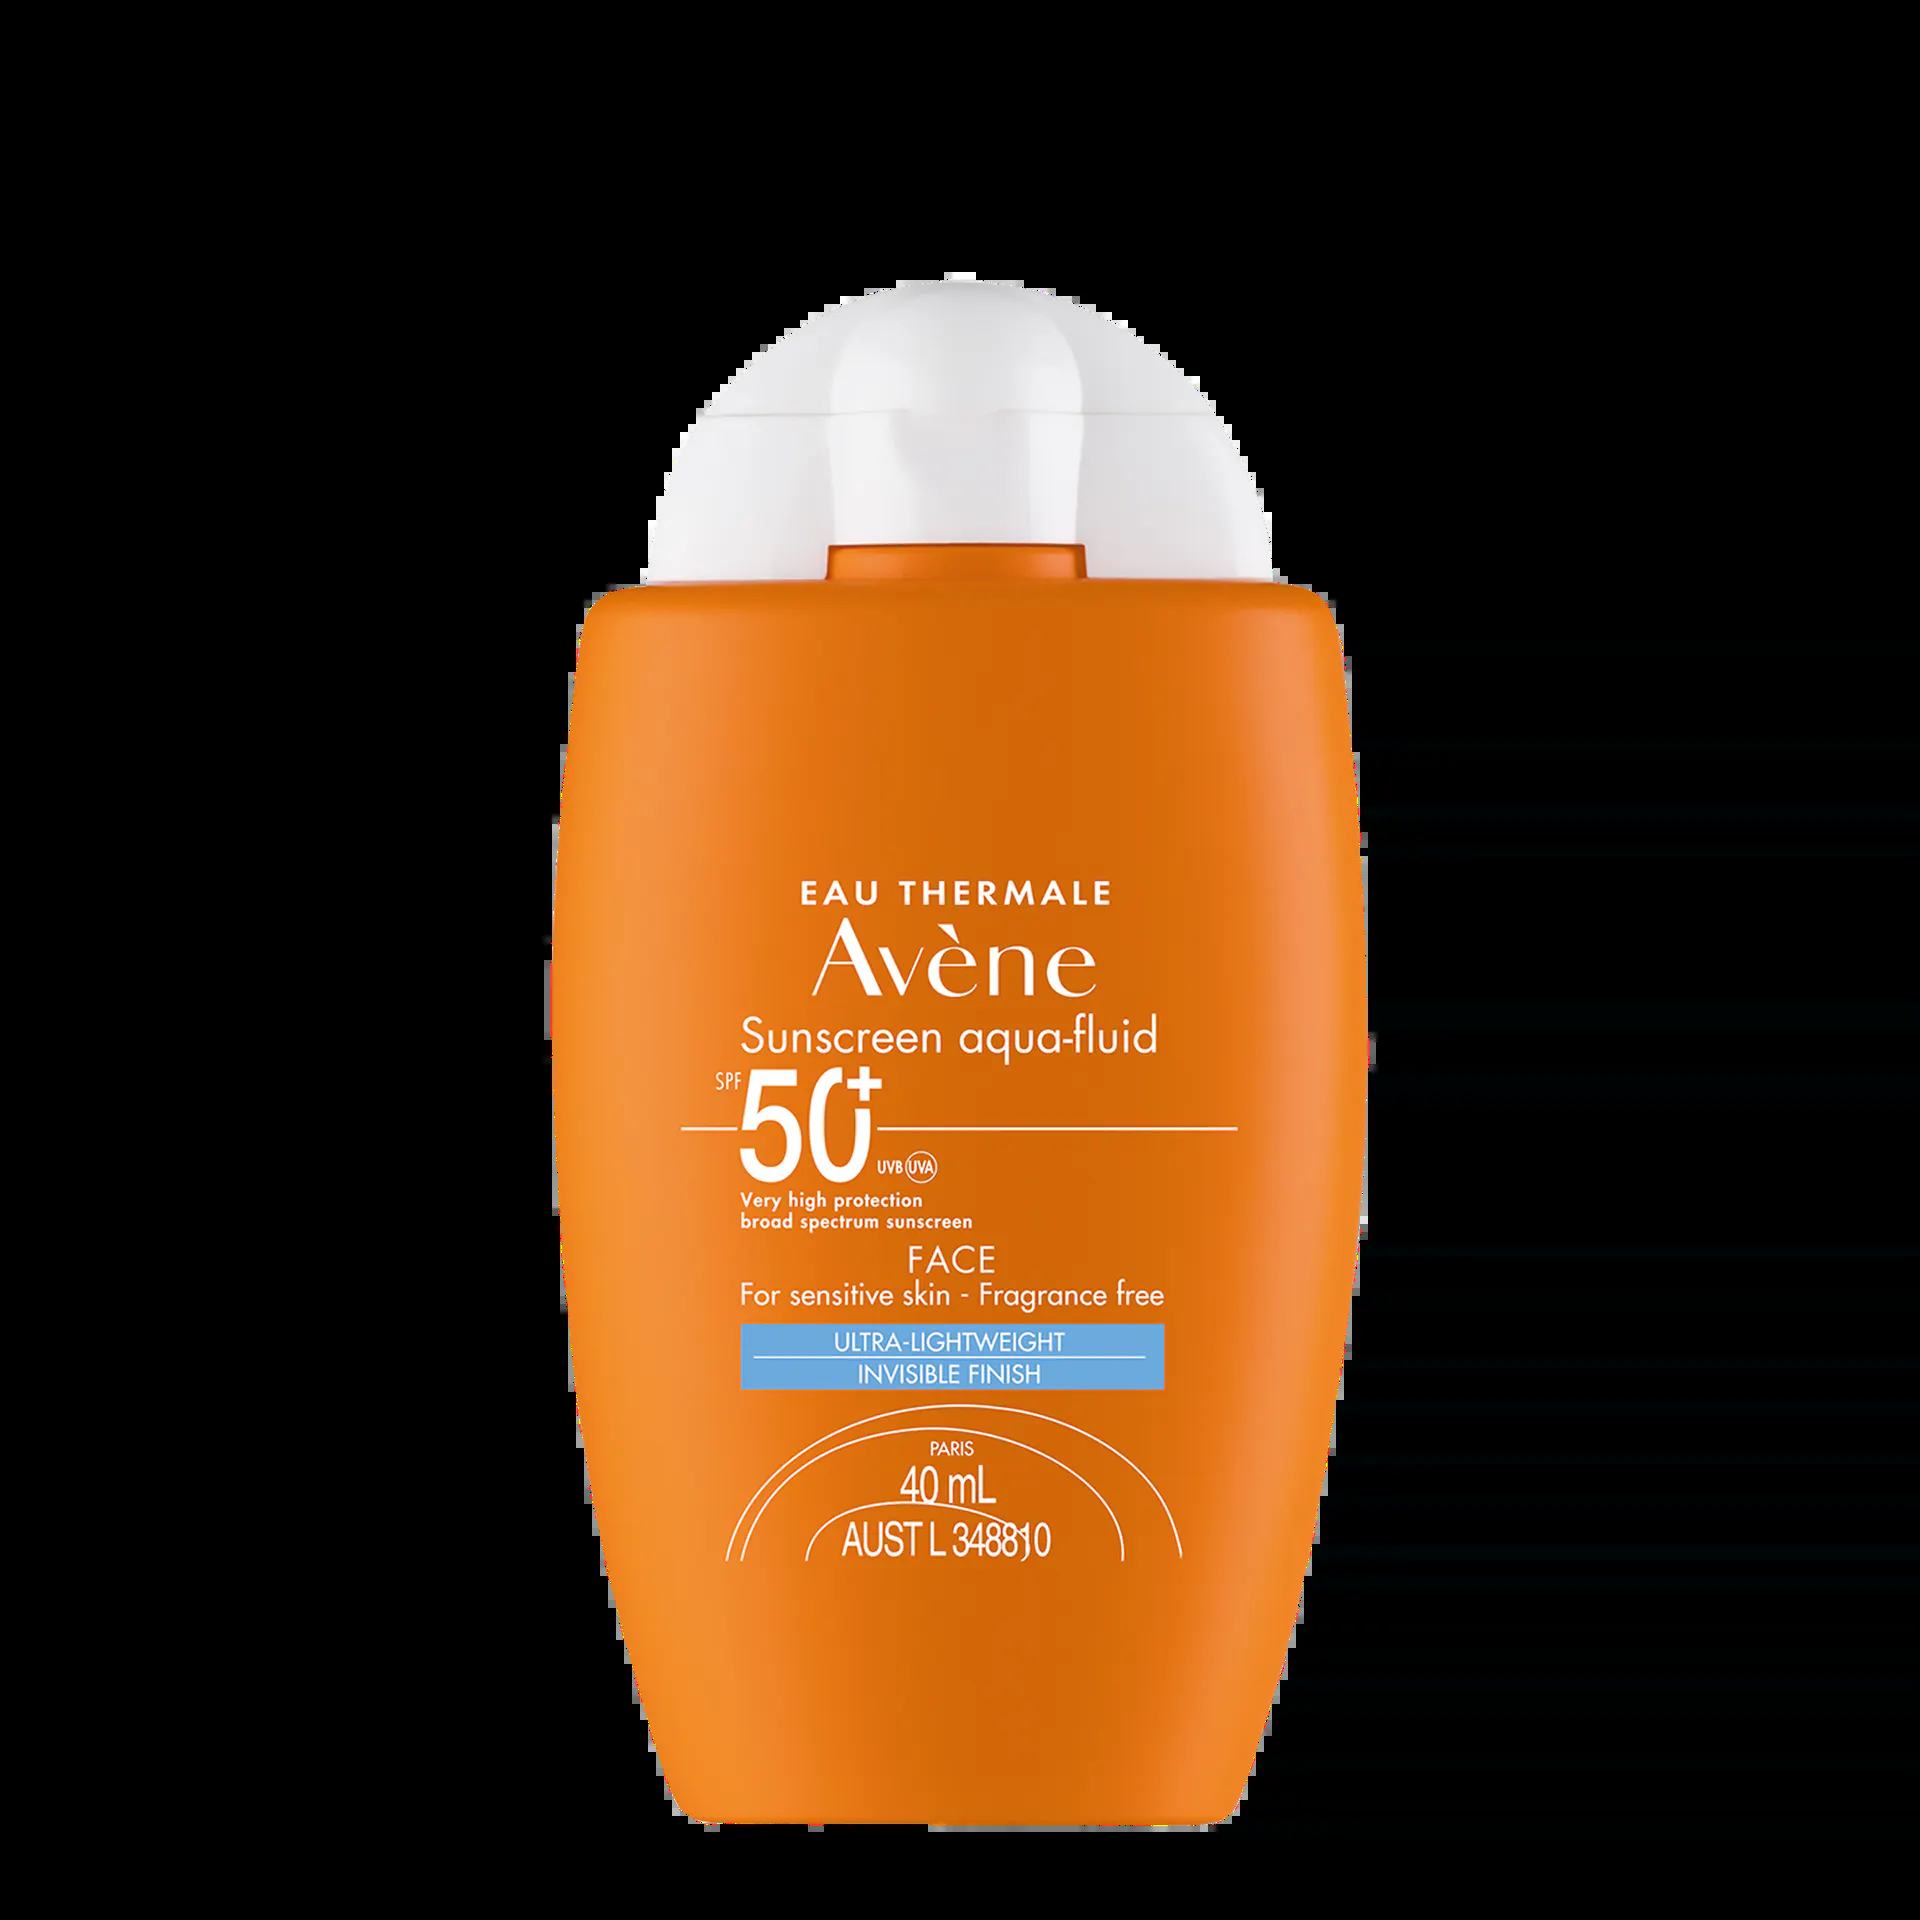 EAU THERMALE
Avène
Sunscreen aqua-fluid
SPF 50+
UVB UVA
Very high protection
broad spectrum sunscreen
FACE
For sensitive skin - Fragrance free
ULTRA-LIGHTWEIGHT
INVISIBLE FINISH
PARIS
40 mL
AUST L 348810